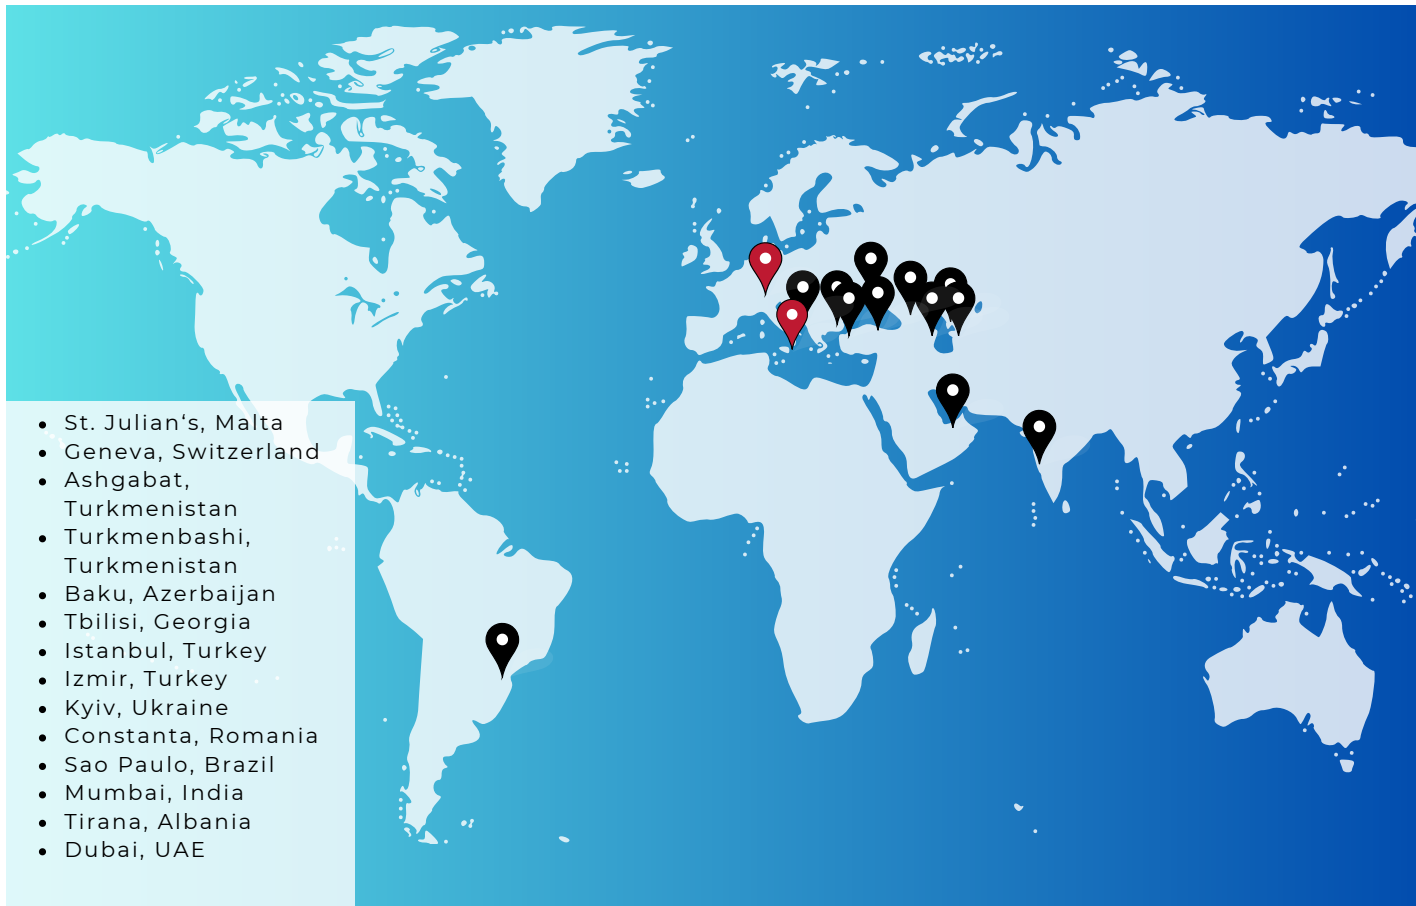 St. Julian‘s, Malta
Geneva, Switzerland
Ashgabat,
Turkmenistan
Turkmenbashi,
Turkmenistan
Baku, Azerbaijan
Tbilisi, Georgia
Istanbul, Turkey
Izmir, Turkey
Kyiv, Ukraine
Constanta, Romania
Sao Paulo, Brazil
Mumbai, India
Tirana, Albania
Dubai, UAE